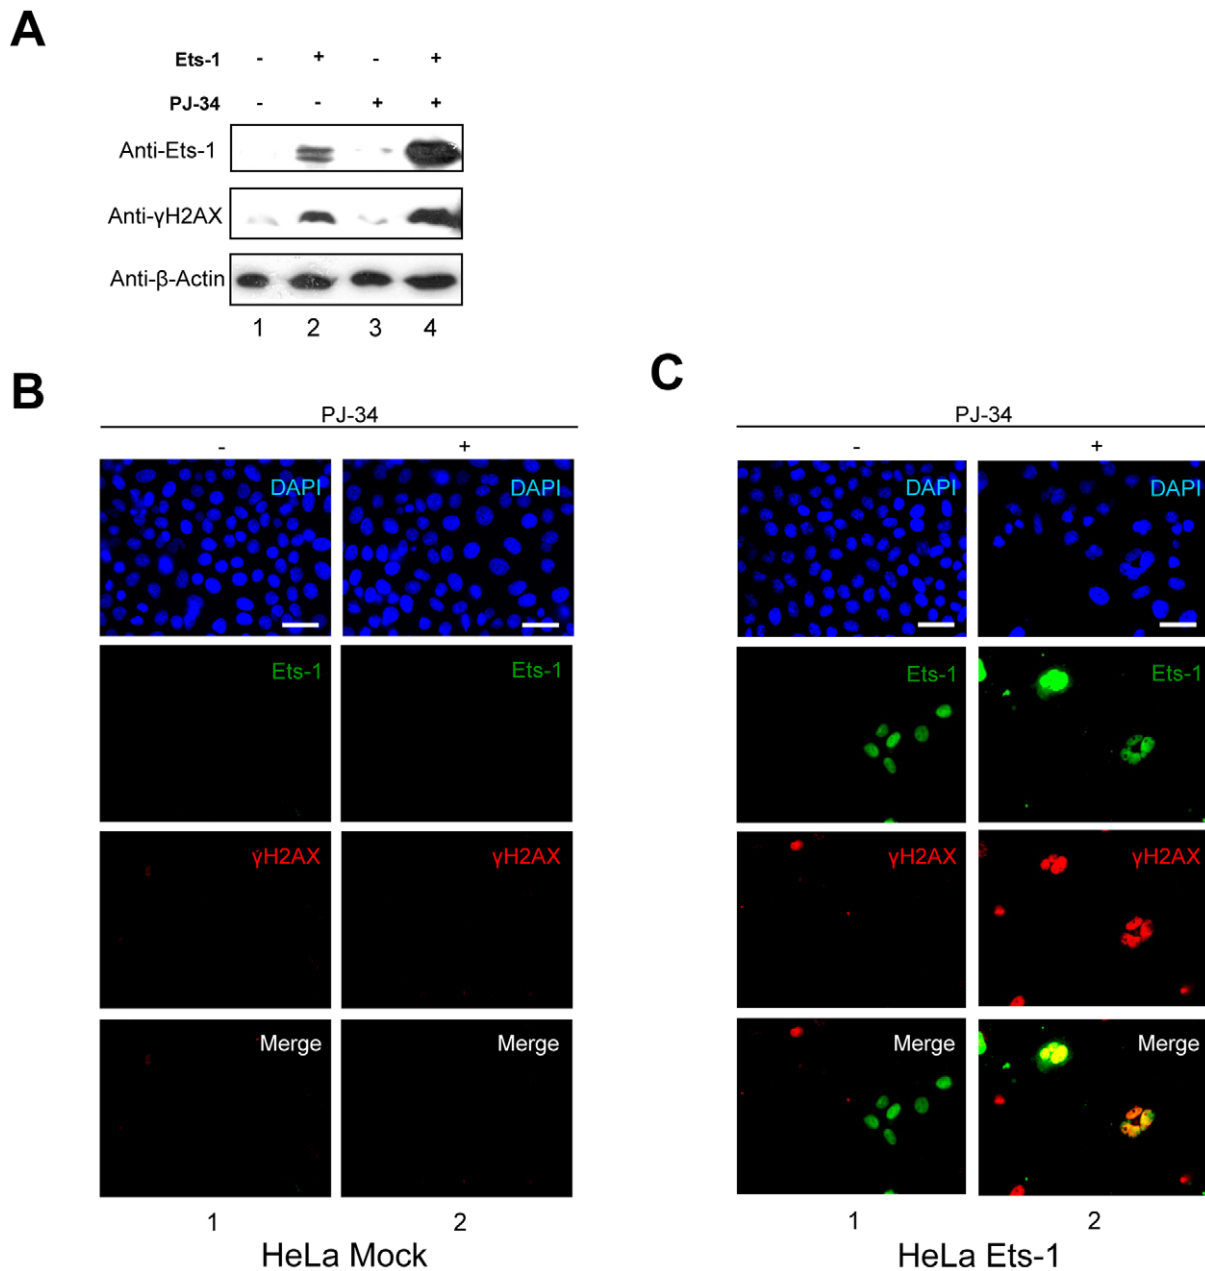 A
Ets-1 - + - +
PJ-34 - - + +
Anti-Ets-1
Anti-γH2AX
Anti-β-Actin
1 2 3 4
B
PJ-34
- +
DAPI DAPI
Ets-1 Ets-1
γH2AX γH2AX
Merge Merge
1 2
HeLa Mock
C
PJ-34
- +
DAPI DAPI
Ets-1 Ets-1
γH2AX γH2AX
Merge Merge
1 2
HeLa Ets-1